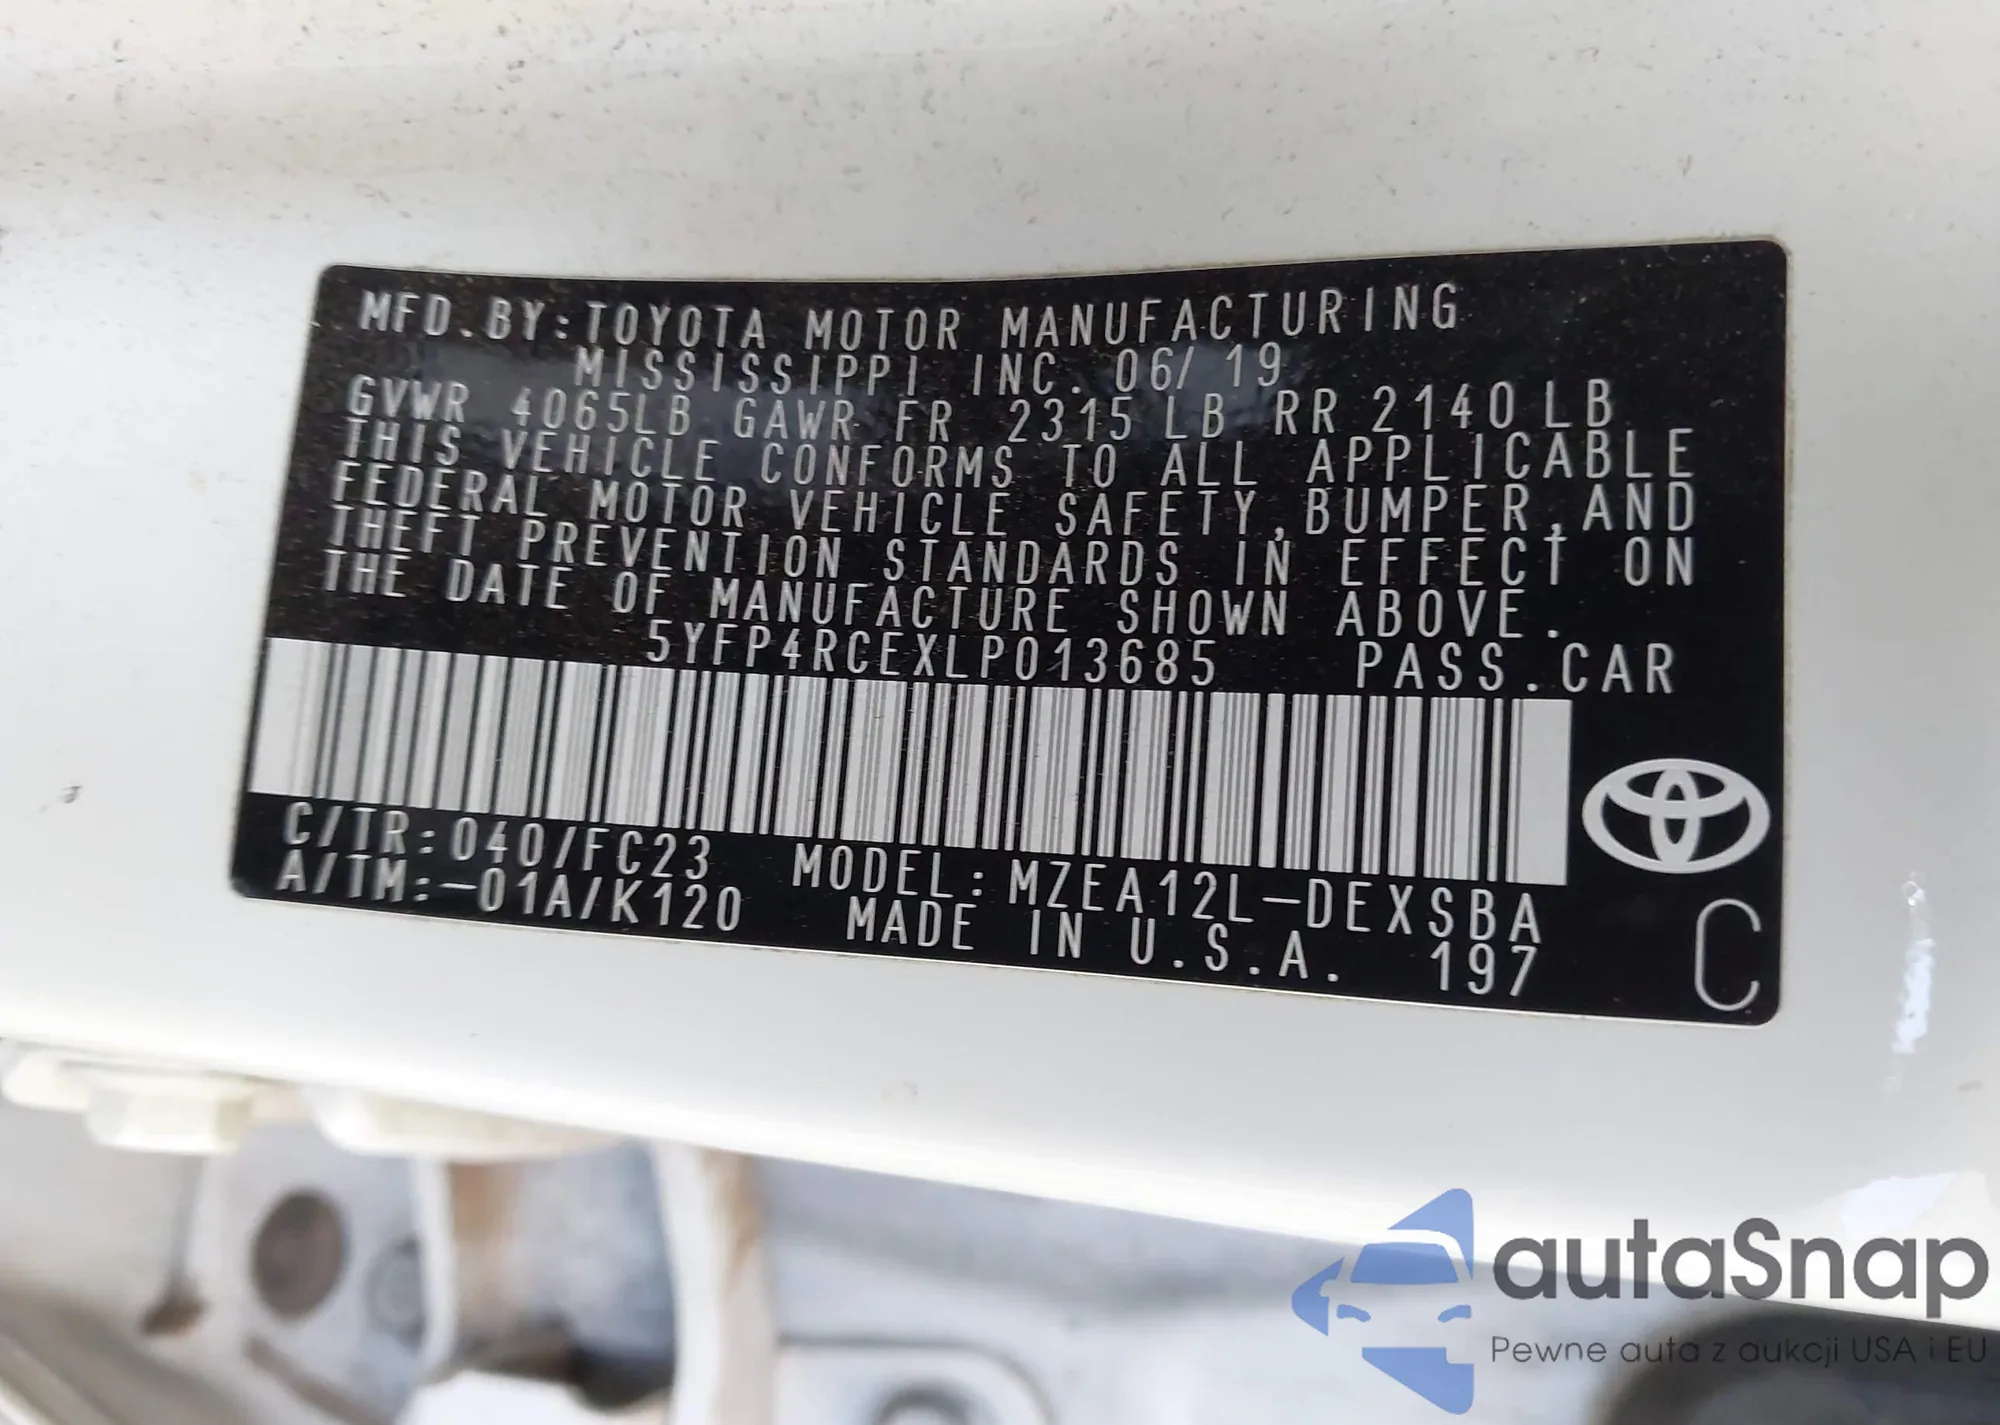 MFD.BY:TOYOTA MOTOR MANUFACTURING
MISSISSIPPI INC. 06/19
GVWR 4065LB GAWR FR 2315LB RR 2140LB
THIS VEHICLE CONFORMS TO ALL APPLICABLE
FEDERAL MOTOR VEHICLE SAFETY,BUMPER,AND
THEFT PREVENTION STANDARDS IN EFFECT ON
THE DATE OF MANUFACTURE SHOWN ABOVE.
5YFP4RCEXLP013685 PASS.CAR
C/TR:040/FC23 MODEL:MZEA12L-DEXSBA
A/TM:-01A/K120 MADE IN U.S.A. 197
C
autaSnap
Pewne auta z aukcji USA i EU